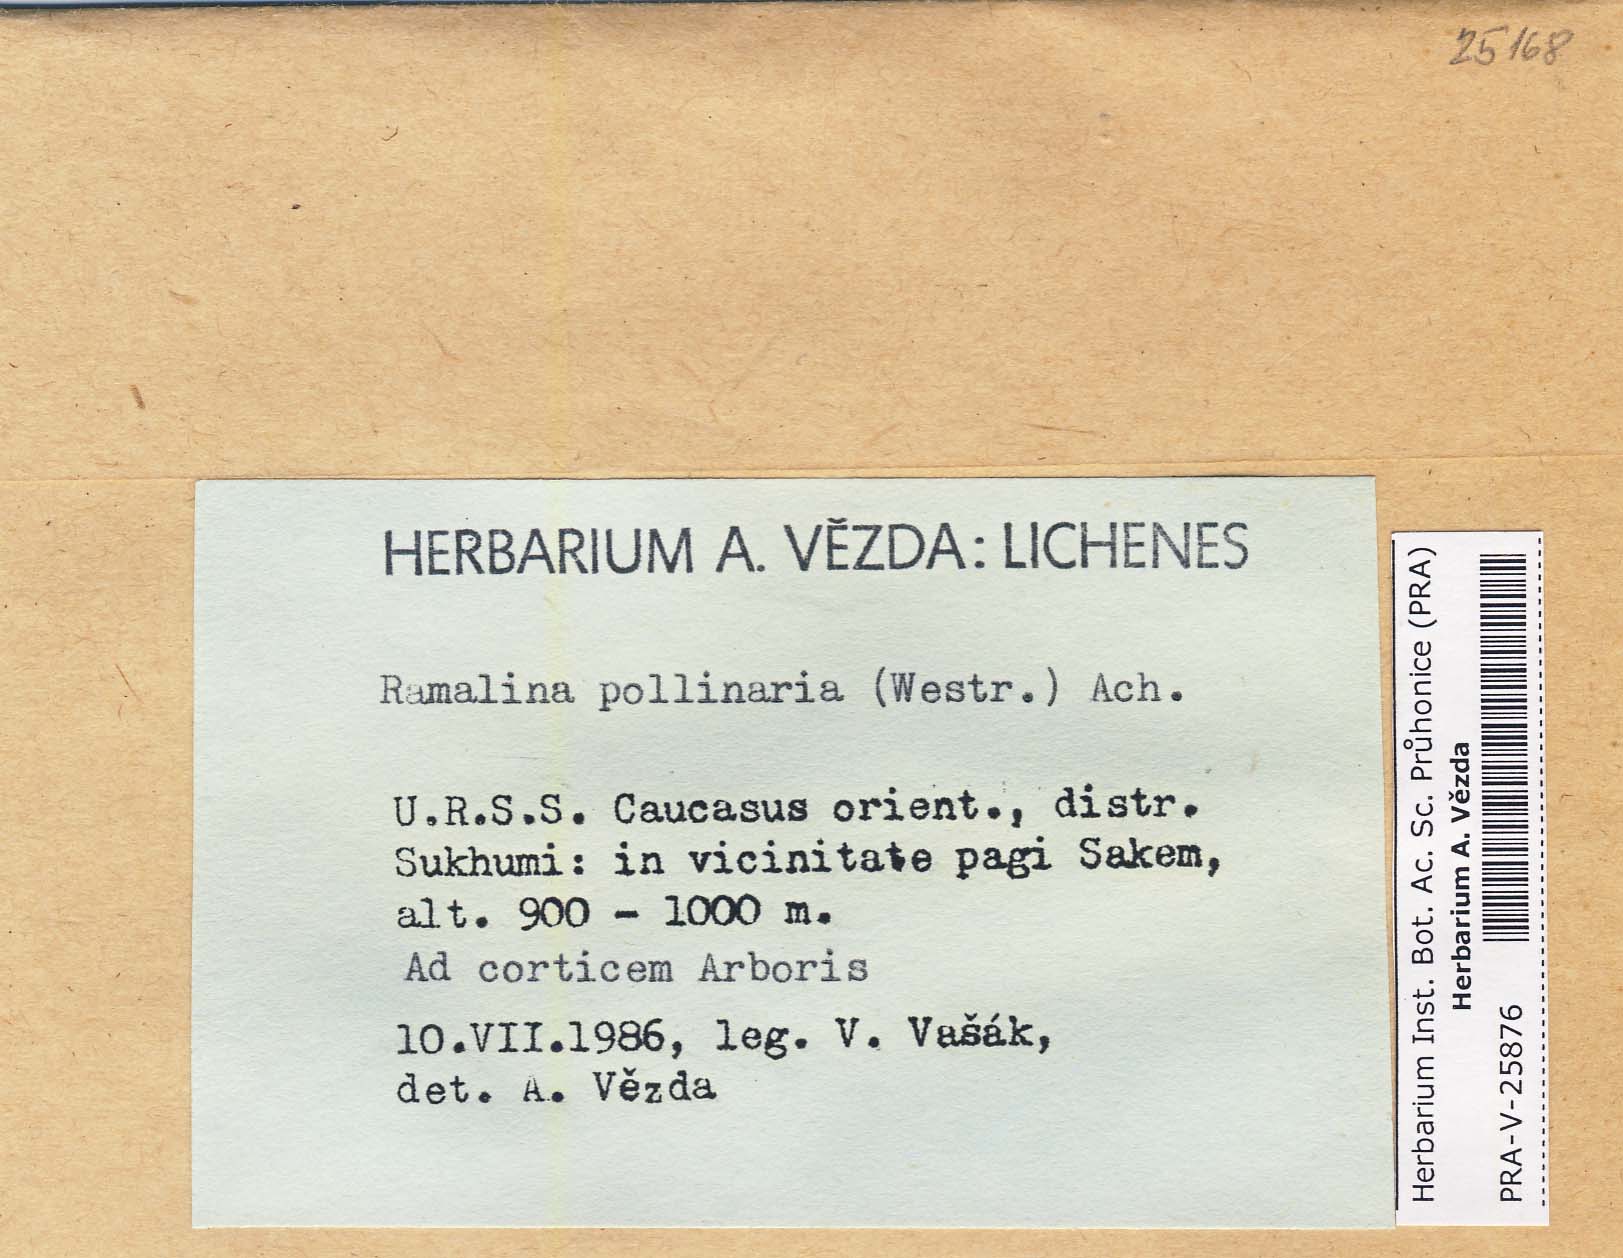 25168
HERBARIUM A. VĚZDA: LICHENES
Ramalina pollinaria (Westr.) Ach.
U.R.S.S. Caucasus orient., distr.
Sukhumi: in vicinitate pagi Sakem,
alt. 900 - 1000 m.
Ad corticem Arboris
10.VII.1986, leg. V. Vašák,
det. A. Vězda
Herbarium Inst. Bot. Ac. Sc. Průhonice (PRA)
Herbarium A. Vězda
PRA-V-25876